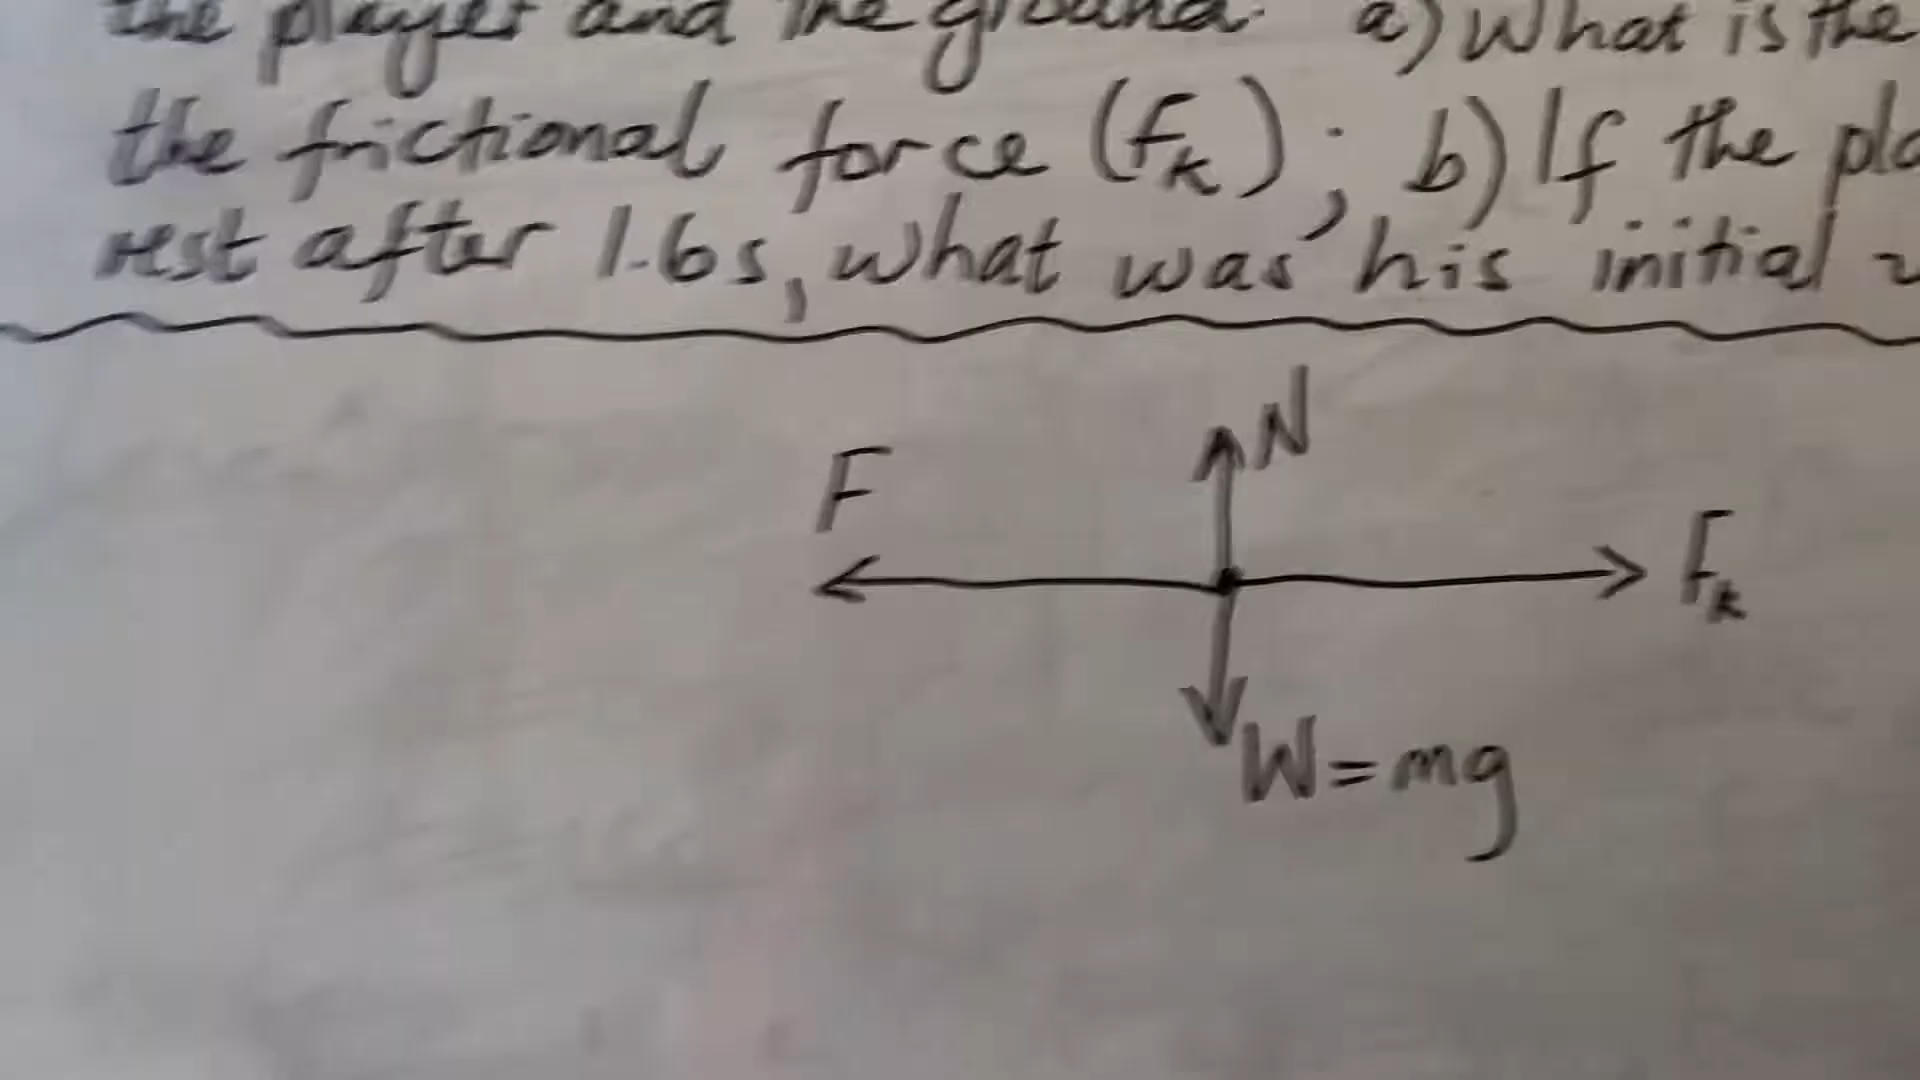 the player and the ground. a) What is the
the frictional force (fk); b) If the pla
rest after 1.6s, what was his initial v
N
F
Fk
W=mg